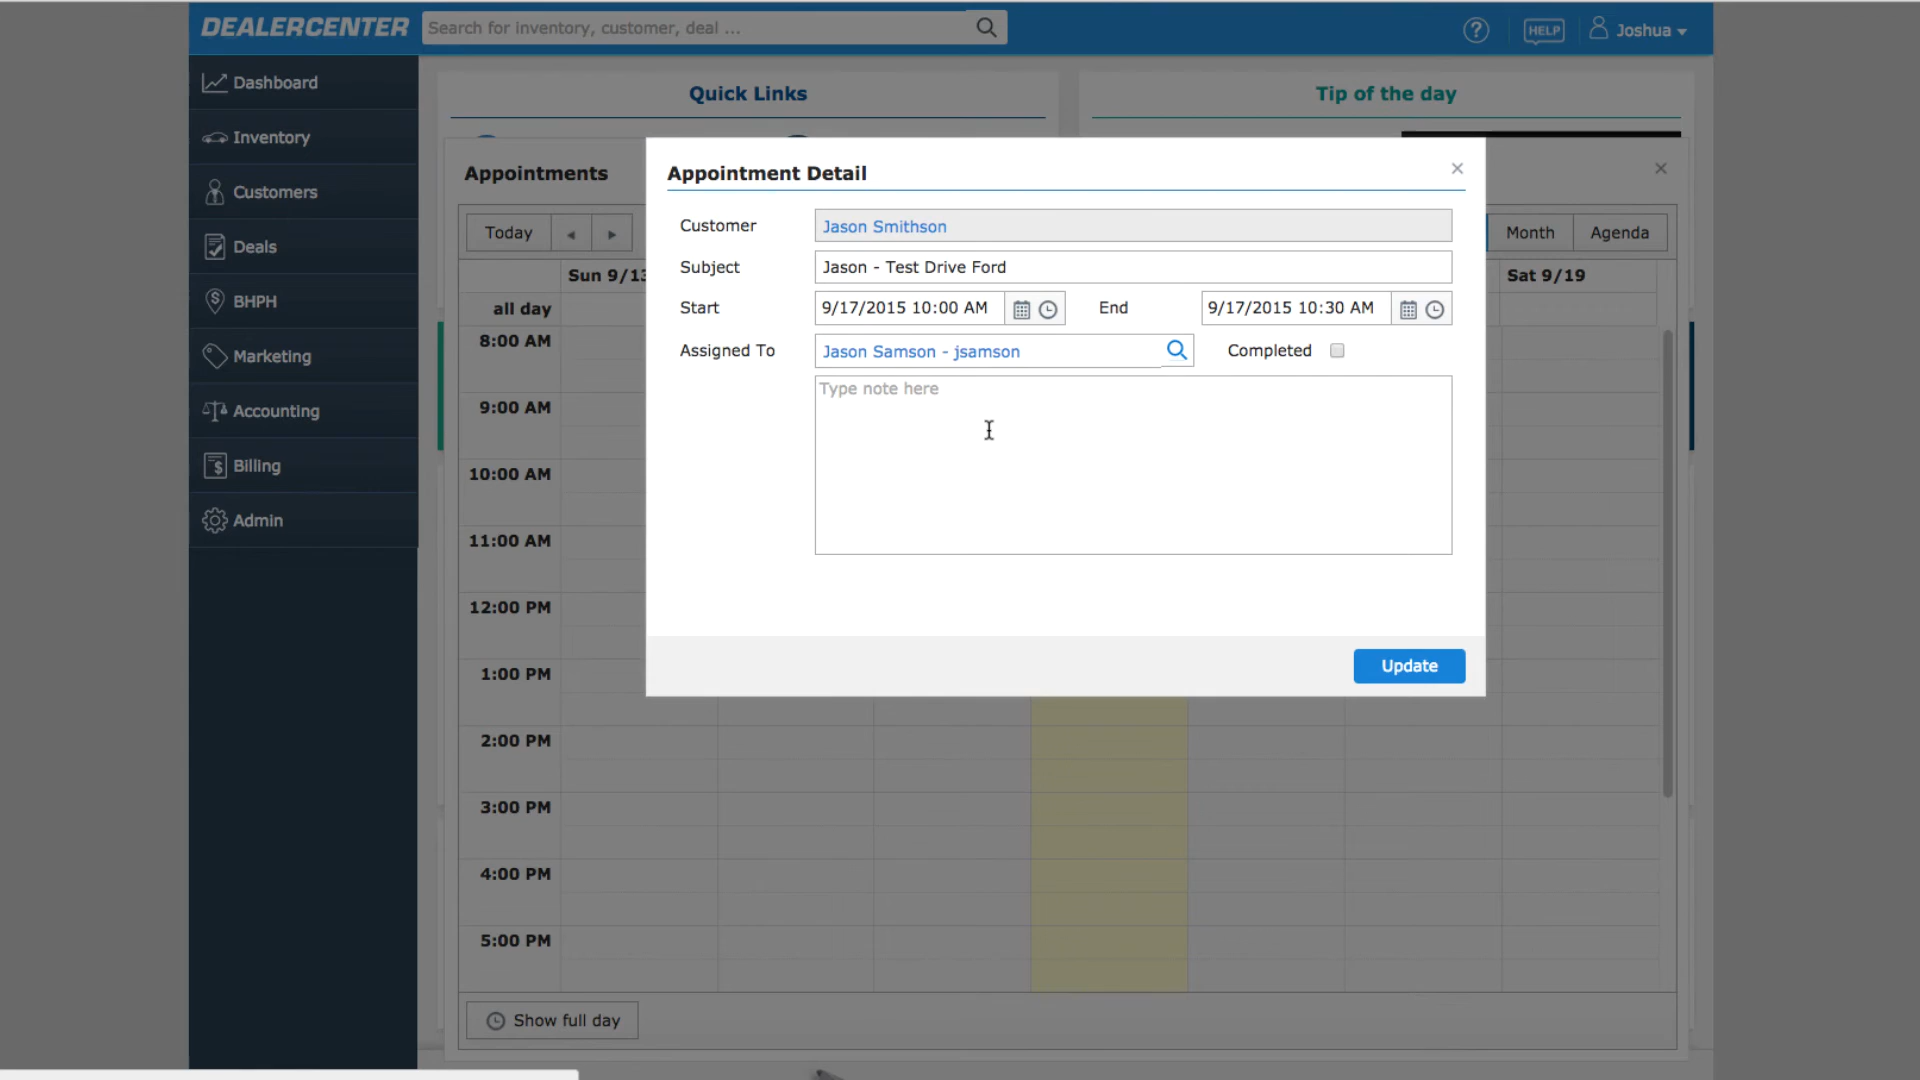 DEALERCENTER
Search for inventory, customer, deal ...
?
HELP
Joshua
Dashboard
Inventory
Customers
Deals
BHPH
Marketing
Accounting
Billing
Admin
Quick Links
Tip of the day
Appointments
Today
Month
Agenda
Sun 9/13
Sat 9/19
all day
8:00 AM
9:00 AM
10:00 AM
11:00 AM
12:00 PM
1:00 PM
2:00 PM
3:00 PM
4:00 PM
5:00 PM
Show full day
Appointment Detail
Customer
Jason Smithson
Subject
Jason - Test Drive Ford
Start
9/17/2015 10:00 AM
End
9/17/2015 10:30 AM
Assigned To
Jason Samson - jsamson
Completed
Type note here
Update